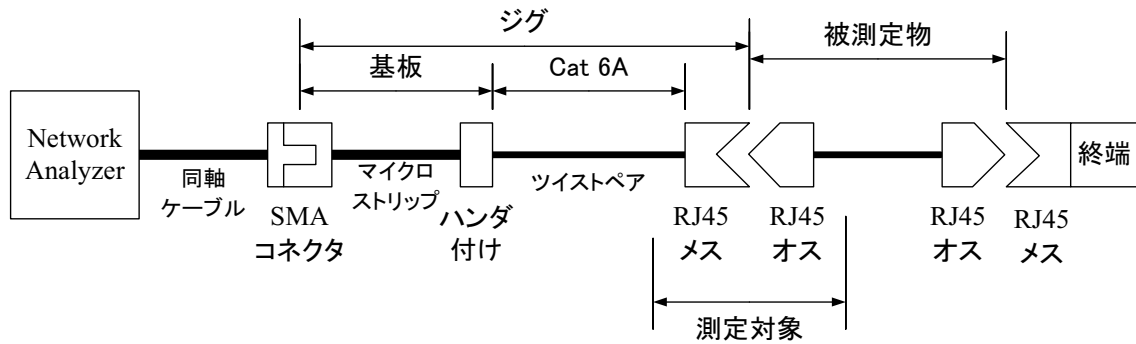 ジグ
被測定物
基板
Cat 6A
Network
Analyzer
終端
同軸
ケーブル
マイクロ
ストリップ
ツイストペア
SMA
コネクタ
ハンダ
付け
RJ45
メス
RJ45
オス
RJ45
オス
RJ45
メス
測定対象